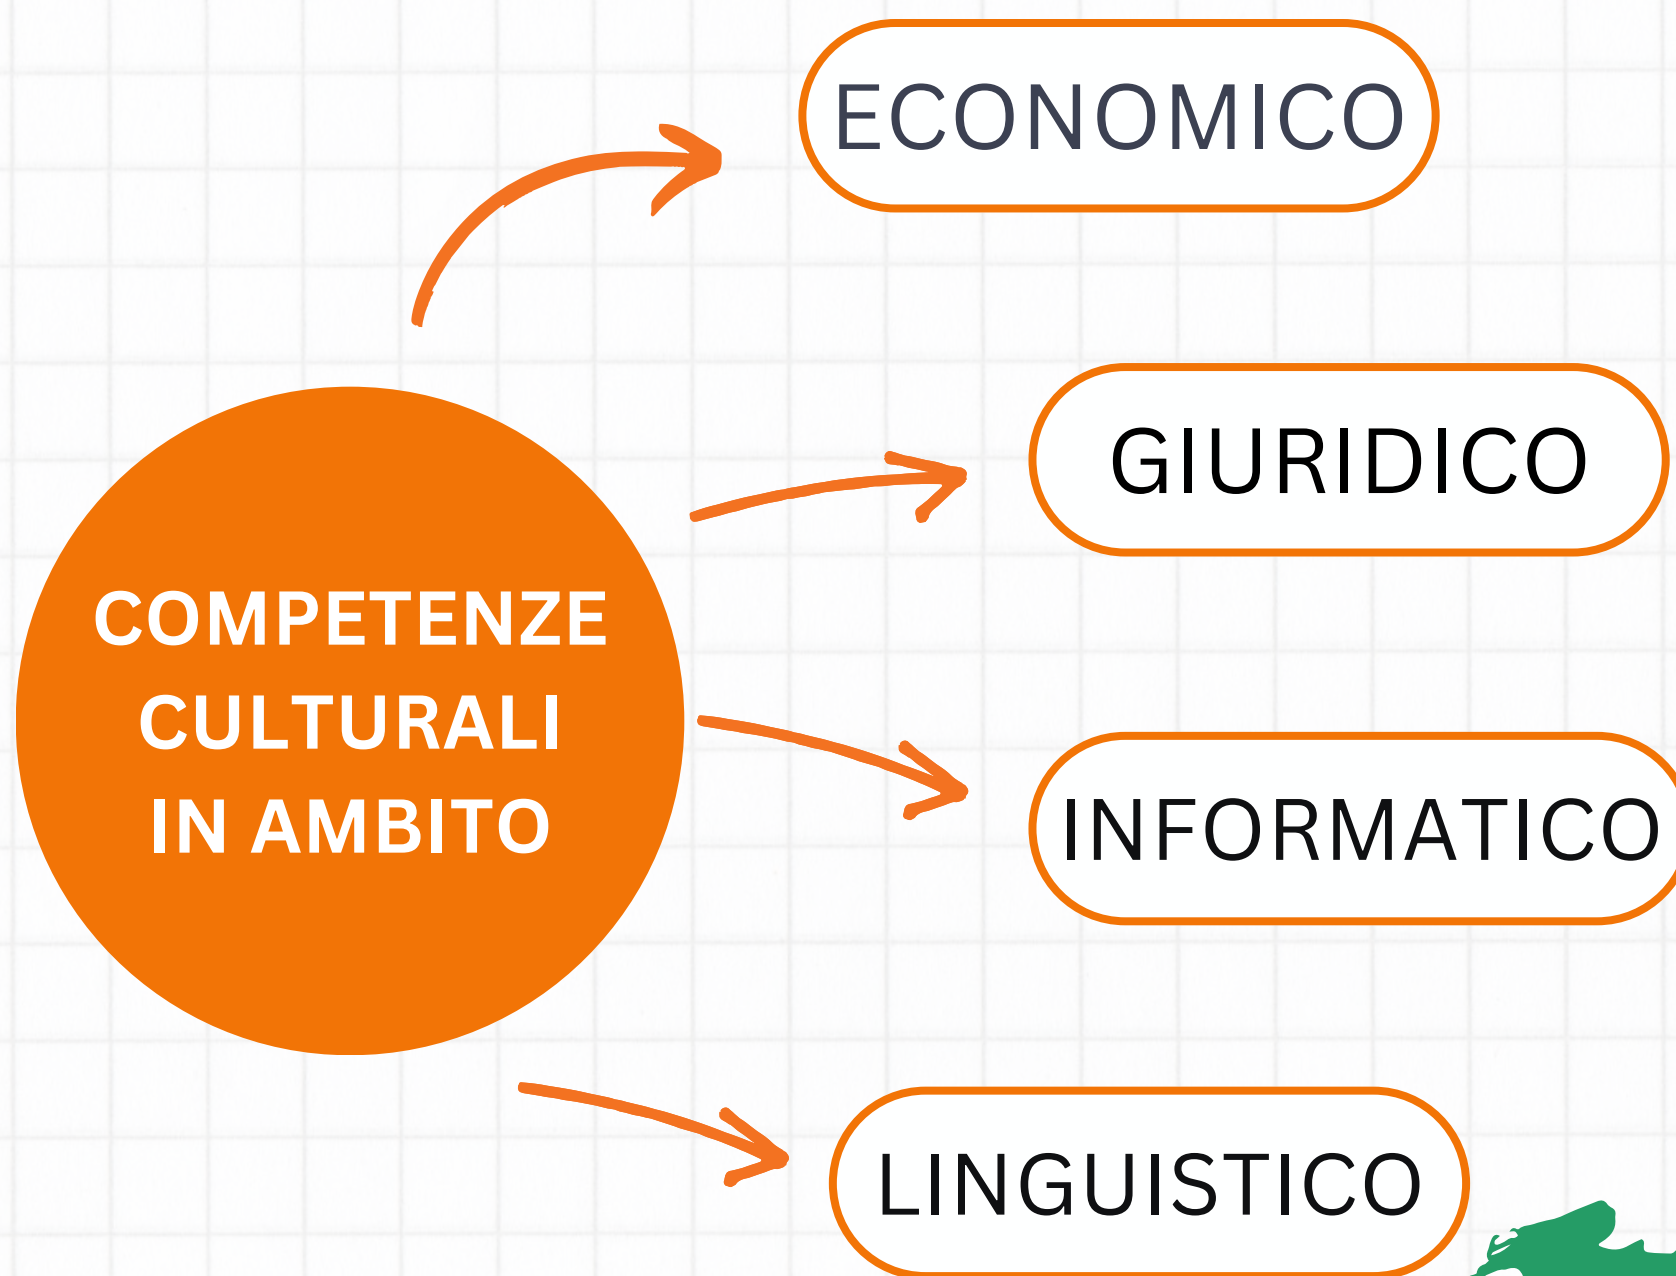 ECONOMICO
GIURIDICO
COMPETENZE
CULTURALI
IN AMBITO
INFORMATICO
LINGUISTICO